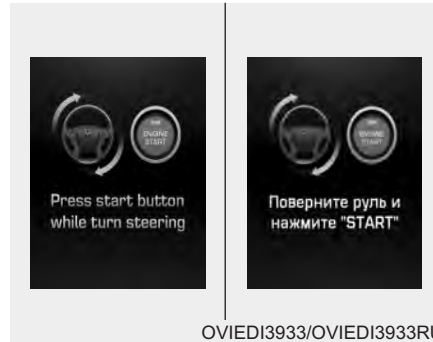 ENGINE
START
Press start button
while turn steering
ENGINE
START
Поверните руль и
нажмите "START"
OVIEDI3933/OVIEDI3933RU